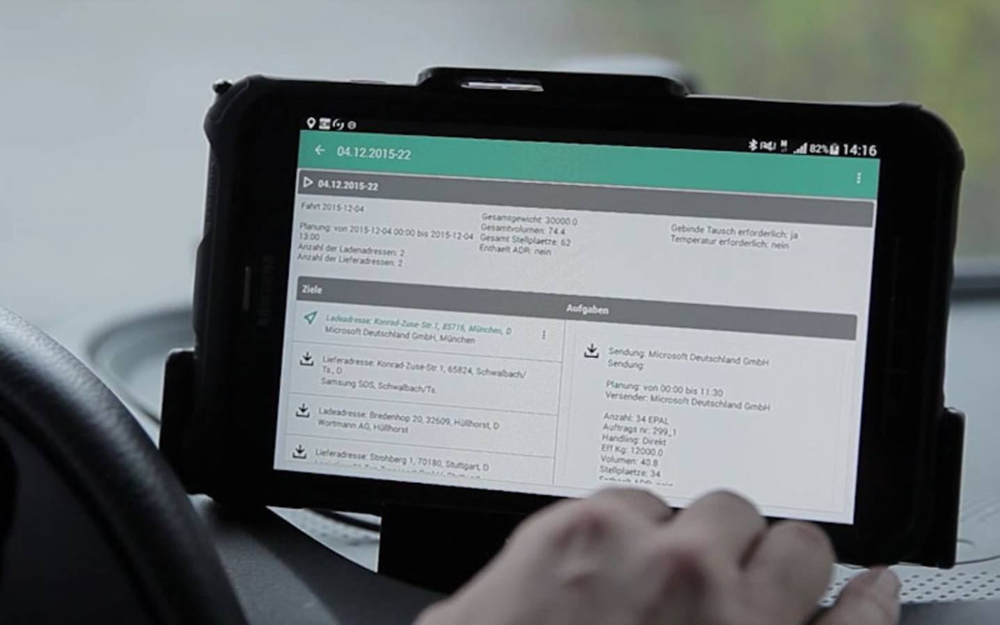 82% 14:16
04.12.2015-22
04.12.2015-22
Fahrt 2015-12-04
Planung: von 2015-12-04 00:00 bis 2015-12-04
13:00
Anzahl der Ladenadressen: 2
Anzahl der Lieferadressen: 2
Gesamtgewicht: 30000.0
Gesamtvolumen: 74.4
Gesamt Stellplaetze: 62
Enthaelt ADR: nein
Gebinde Tausch erforderlich: ja
Temperatur erforderlich: nein
Ziele
Aufgaben
Ladeadresse: Konrad-Zuse-Str.1, 85716, München, D
Microsoft Deutschland GmbH, München
Lieferadresse: Konrad-Zuse-Str.1, 65824, Schwalbach/
Ts., D
Samsung SDS, Schwalbach/Ts.
Ladeadresse: Bredenhop 20, 32609, Hüllhorst, D
Wortmann AG, Hüllhorst
Lieferadresse: Strohberg 1, 70180, Stuttgart, D
Sendung: Microsoft Deutschland GmbH
Sendung:
Planung: von 00:00 bis 11:30
Versender: Microsoft Deutschland GmbH
Anzahl: 34 EPAL
Auftrags nr: 299_1
Handling: Direkt
Eff Kg: 12000.0
Volumen: 40.8
Stellplaetze: 34
Enthaelt ADR: nein
SAMSUNG